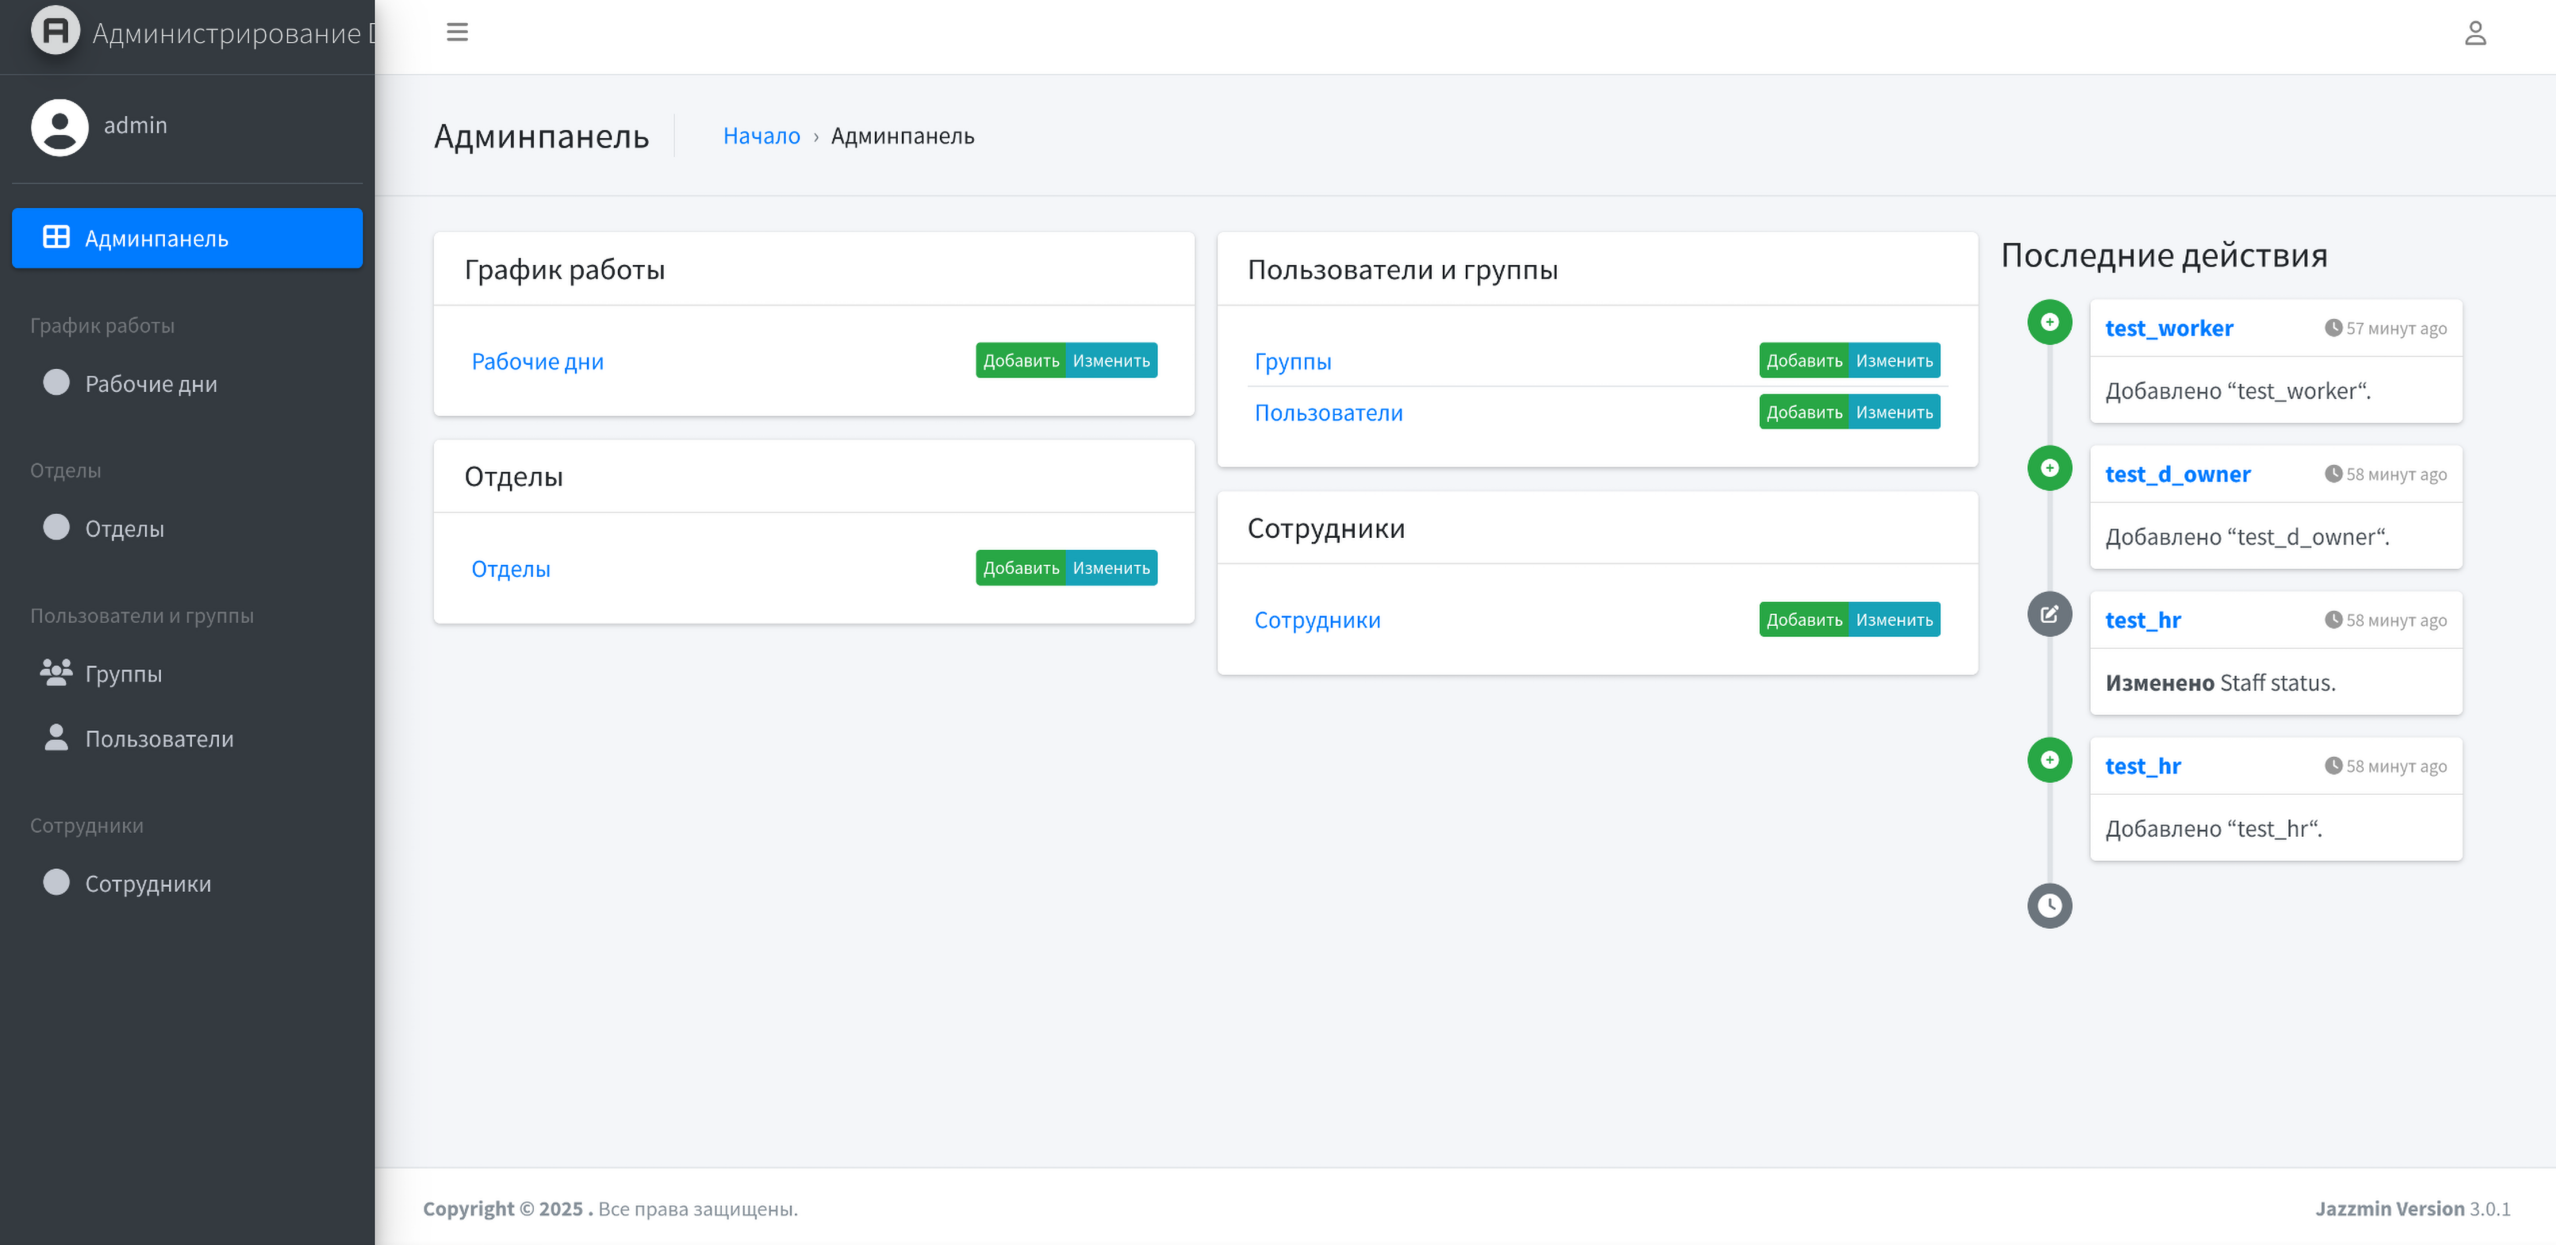 Администрирование
admin
Админпанель
График работы
Рабочие дни
Отделы
Отделы
Пользователи и группы
Группы
Пользователи
Сотрудники
Сотрудники
Админпанель
Начало › Админпанель
График работы
Рабочие дни Добавить Изменить
Отделы
Отделы Добавить Изменить
Пользователи и группы
Группы Добавить Изменить
Пользователи Добавить Изменить
Сотрудники
Сотрудники Добавить Изменить
Последние действия
test_worker 57 минут ago
Добавлено “test_worker“.
test_d_owner 58 минут ago
Добавлено “test_d_owner“.
test_hr 58 минут ago
Изменено Staff status.
test_hr 58 минут ago
Добавлено “test_hr“.
Copyright © 2025 . Все права защищены.
Jazzmin Version 3.0.1